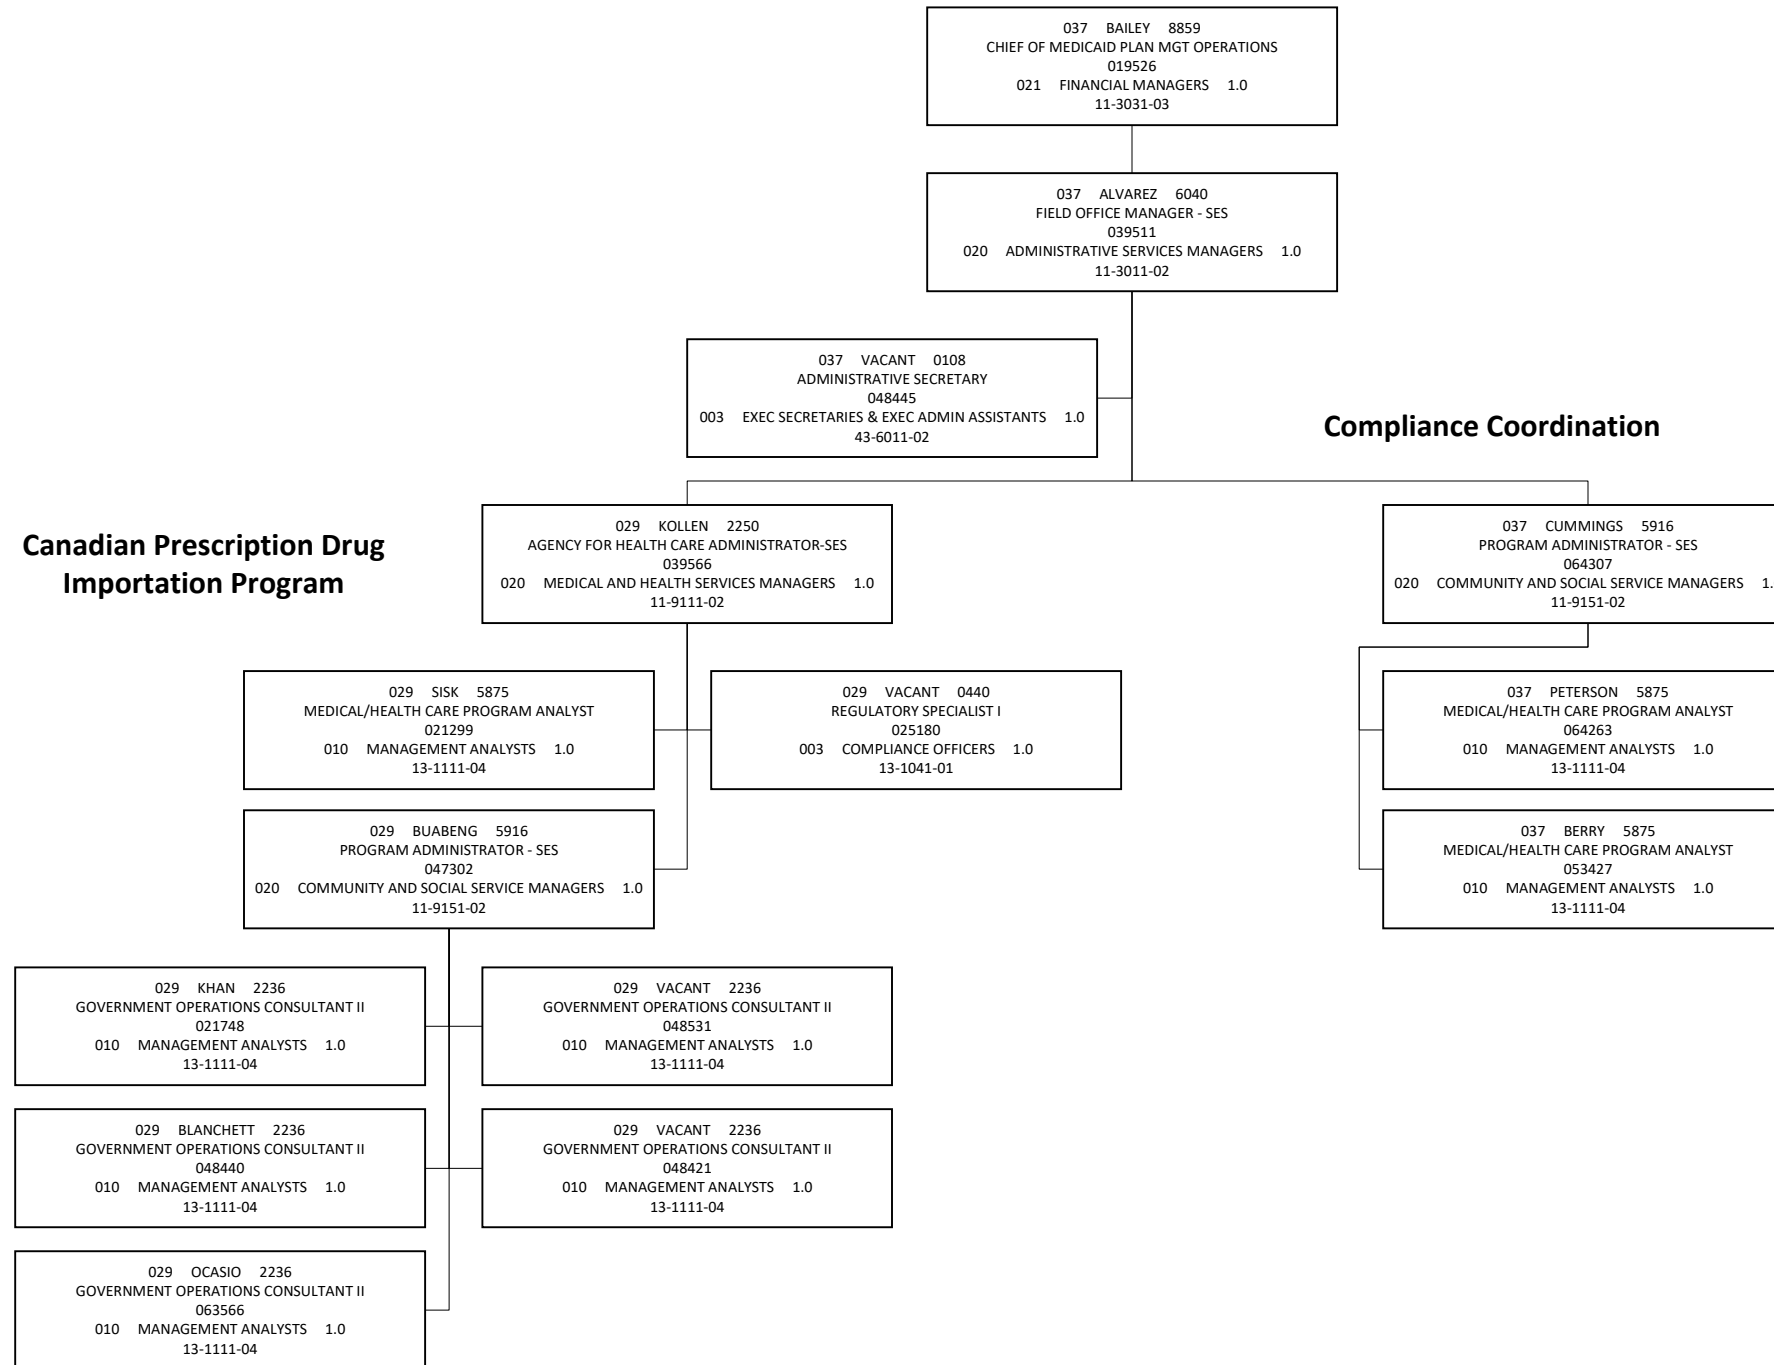 037 BAILEY 8859
CHIEF OF MEDICAID PLAN MGT OPERATIONS
019526
021 FINANCIAL MANAGERS 1.0
11-3031-03
037 ALVAREZ 6040
FIELD OFFICE MANAGER - SES
039511
020 ADMINISTRATIVE SERVICES MANAGERS 1.0
11-3011-02
037 VACANT 0108
ADMINISTRATIVE SECRETARY
048445
003 EXEC SECRETARIES & EXEC ADMIN ASSISTANTS 1.0
43-6011-02
Compliance Coordination
Canadian Prescription Drug
Importation Program
029 KOLLEN 2250
AGENCY FOR HEALTH CARE ADMINISTRATOR-SES
039566
020 MEDICAL AND HEALTH SERVICES MANAGERS 1.0
11-9111-02
037 CUMMINGS 5916
PROGRAM ADMINISTRATOR - SES
064307
020 COMMUNITY AND SOCIAL SERVICE MANAGERS 1.
11-9151-02
029 SISK 5875
MEDICAL/HEALTH CARE PROGRAM ANALYST
021299
010 MANAGEMENT ANALYSTS 1.0
13-1111-04
029 VACANT 0440
REGULATORY SPECIALIST I
025180
003 COMPLIANCE OFFICERS 1.0
13-1041-01
037 PETERSON 5875
MEDICAL/HEALTH CARE PROGRAM ANALYST
064263
010 MANAGEMENT ANALYSTS 1.0
13-1111-04
029 BUABENG 5916
PROGRAM ADMINISTRATOR - SES
047302
020 COMMUNITY AND SOCIAL SERVICE MANAGERS 1.0
11-9151-02
037 BERRY 5875
MEDICAL/HEALTH CARE PROGRAM ANALYST
053427
010 MANAGEMENT ANALYSTS 1.0
13-1111-04
029 KHAN 2236
GOVERNMENT OPERATIONS CONSULTANT II
021748
010 MANAGEMENT ANALYSTS 1.0
13-1111-04
029 VACANT 2236
GOVERNMENT OPERATIONS CONSULTANT II
048531
010 MANAGEMENT ANALYSTS 1.0
13-1111-04
029 BLANCHETT 2236
GOVERNMENT OPERATIONS CONSULTANT II
048440
010 MANAGEMENT ANALYSTS 1.0
13-1111-04
029 VACANT 2236
GOVERNMENT OPERATIONS CONSULTANT II
048421
010 MANAGEMENT ANALYSTS 1.0
13-1111-04
029 OCASIO 2236
GOVERNMENT OPERATIONS CONSULTANT II
063566
010 MANAGEMENT ANALYSTS 1.0
13-1111-04